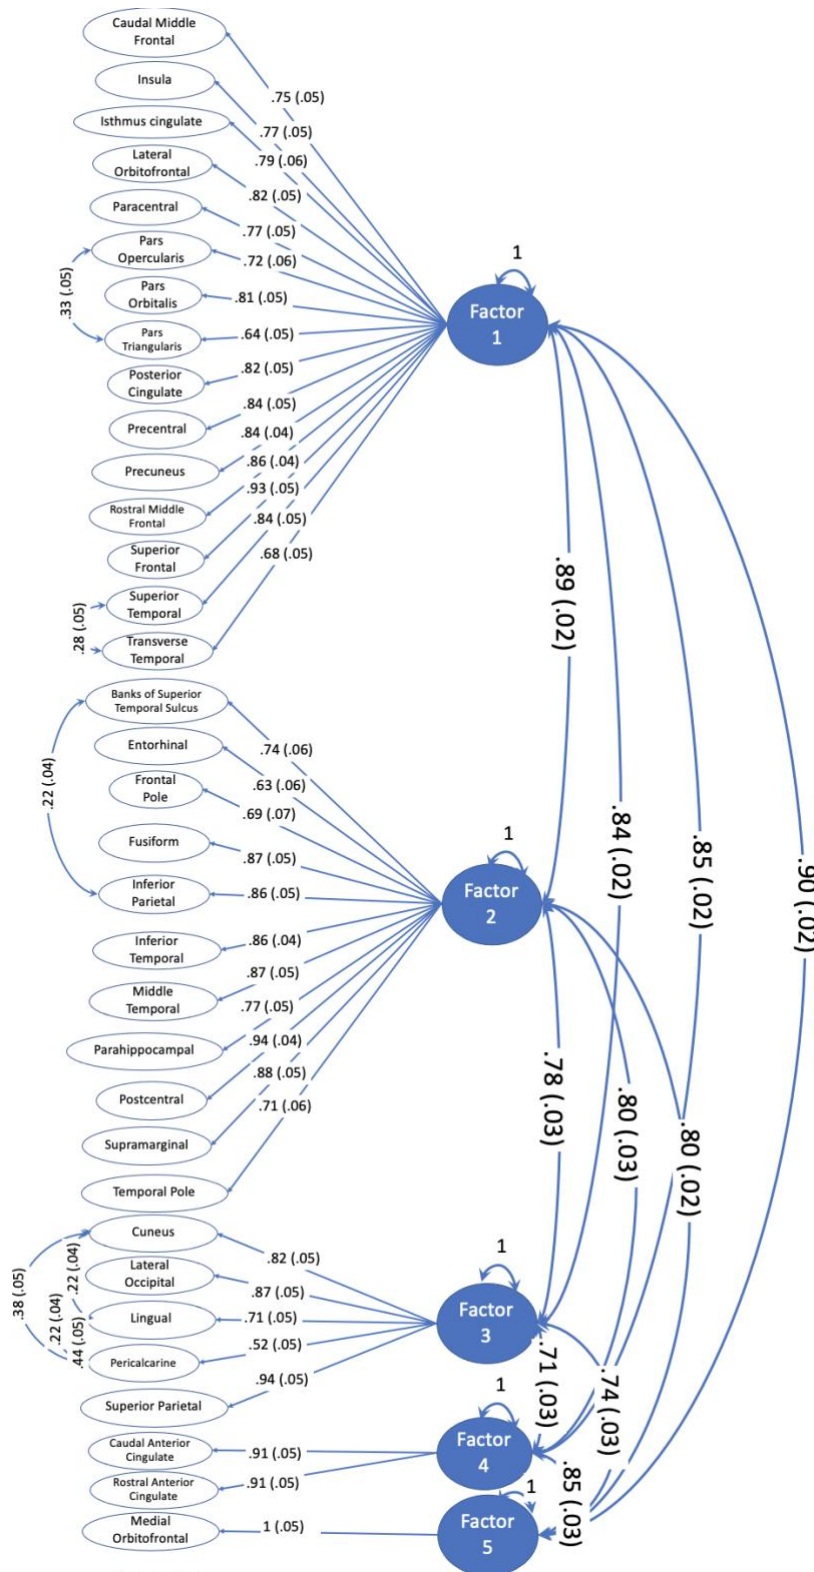 Caudal Middle
Frontal
.75 (.05)
Insula
.77 (.05)
Isthmus cingulate
.79 (.06)
Lateral
Orbitofrontal
.82 (.05)
Paracentral
.77 (.05)
Pars
Opercularis
.72 (.06)
Pars
Orbitalis
.81 (.05)
Pars
Triangularis
.64 (.05)
.33 (.05)
Posterior
Cingulate
.82 (.05)
Precentral
.84 (.05)
Precuneus
.84 (.04)
Rostral Middle
Frontal
.86 (.04)
Superior
Frontal
.93 (.05)
Superior
Temporal
.84 (.05)
Transverse
Temporal
.68 (.05)
.28 (.05)
1
Factor
1
.89 (.02)
.84 (.02)
.85 (.02)
.90 (.02)
Banks of Superior
Temporal Sulcus
.74 (.06)
Entorhinal
.63 (.06)
Frontal
Pole
.69 (.07)
Fusiform
.87 (.05)
Inferior
Parietal
.86 (.05)
.22 (.04)
Inferior
Temporal
.86 (.04)
Middle
Temporal
.87 (.05)
Parahippocampal
.77 (.05)
Postcentral
.94 (.04)
Supramarginal
.88 (.05)
Temporal Pole
.71 (.06)
1
Factor
2
.78 (.03)
.80 (.03)
.80 (.02)
Cuneus
.82 (.05)
Lateral
Occipital
.87 (.05)
Lingual
.71 (.05)
Pericalcarine
.52 (.05)
Superior Parietal
.94 (.05)
.38 (.05)
.22 (.04)
.22 (.04)
.44 (.05)
1
Factor
3
.71 (.03)
.74 (.03)
Caudal Anterior
Cingulate
.91 (.05)
Rostral Anterior
Cingulate
.91 (.05)
1
Factor
4
.85 (.03)
Medial
Orbitofrontal
1 (.05)
1
Factor
5